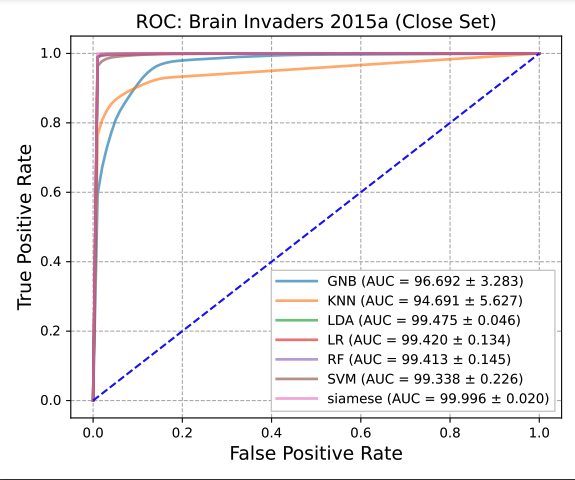 ROC: Brain Invaders 2015a (Close Set)
True Positive Rate
1.0
0.8
0.6
0.4
0.2
0.0
GNB (AUC = 96.692 ± 3.283)
KNN (AUC = 94.691 ± 5.627)
LDA (AUC = 99.475 ± 0.046)
LR (AUC = 99.420 ± 0.134)
RF (AUC = 99.413 ± 0.145)
SVM (AUC = 99.338 ± 0.226)
siamese (AUC = 99.996 ± 0.020)
0.0 0.2 0.4 0.6 0.8 1.0
False Positive Rate